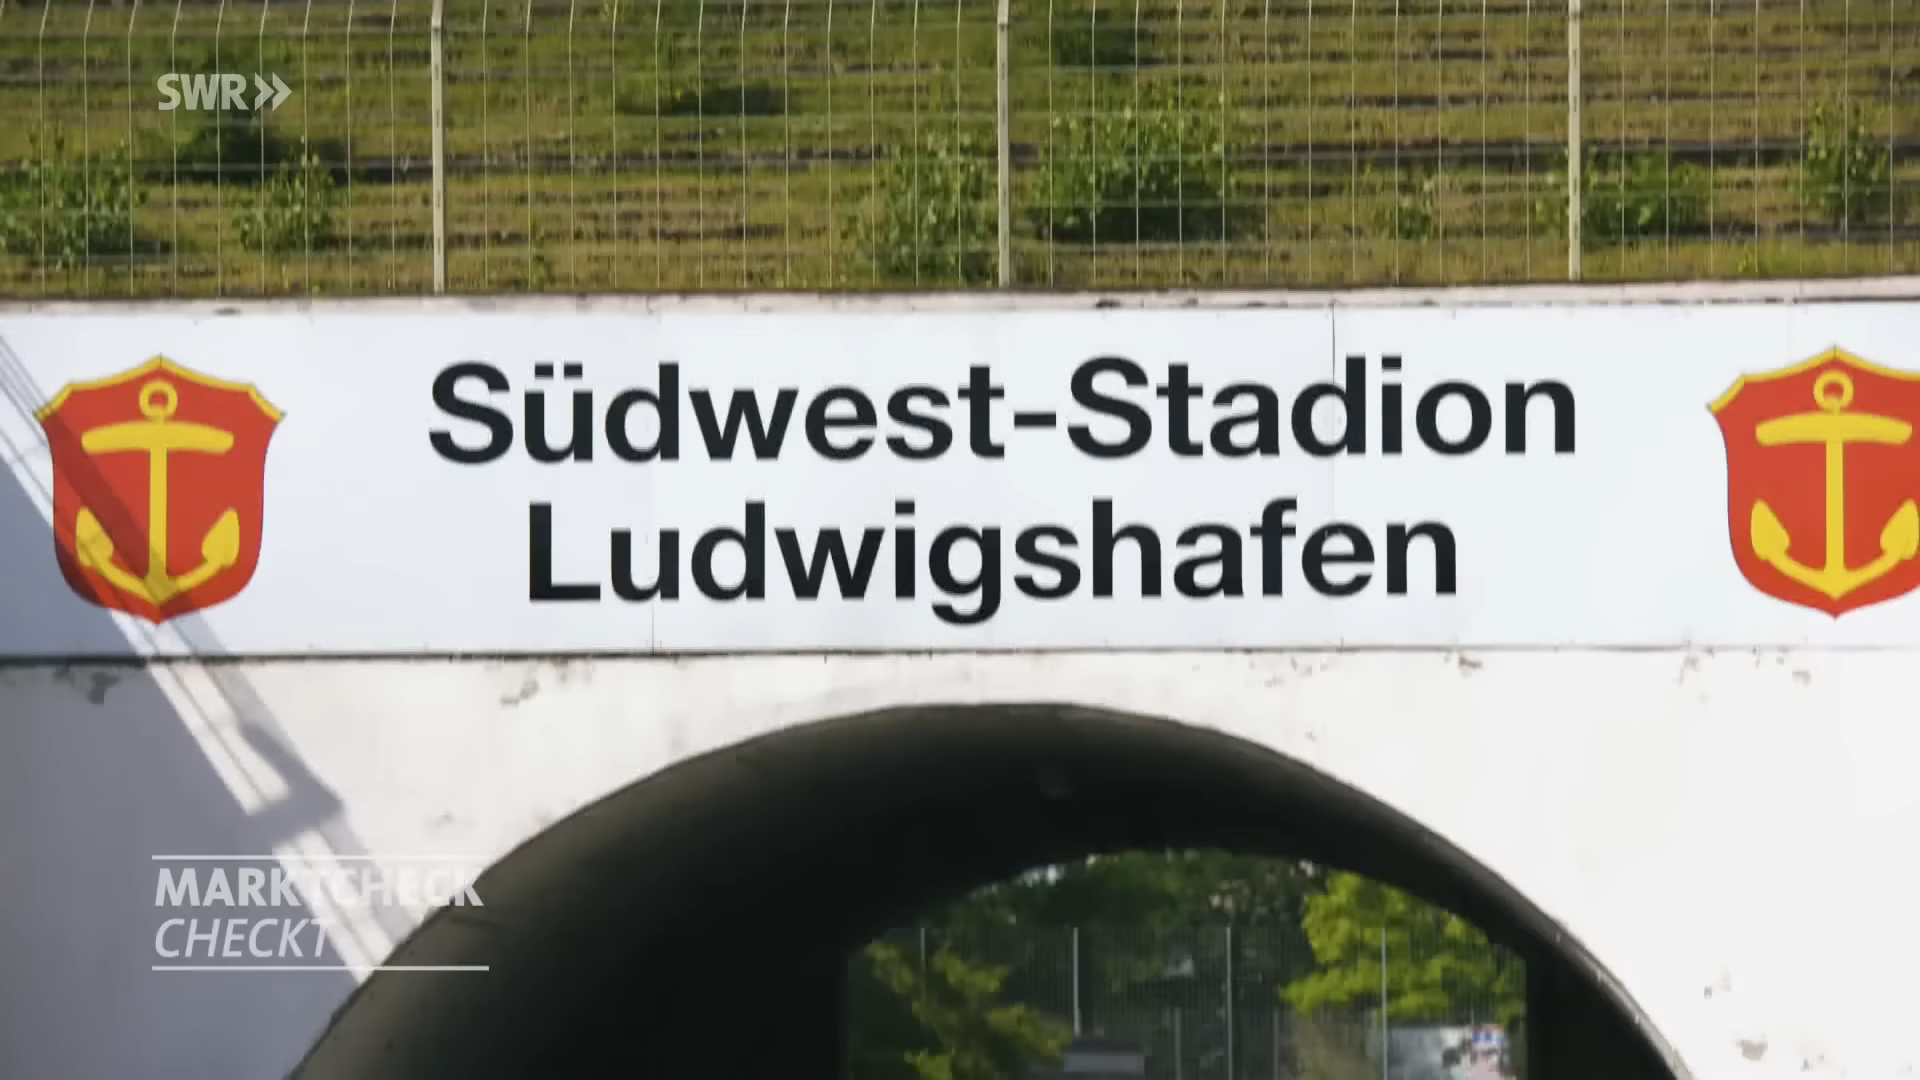 SWR
Südwest-Stadion
Ludwigshafen
MARKTCHECK
CHECKT